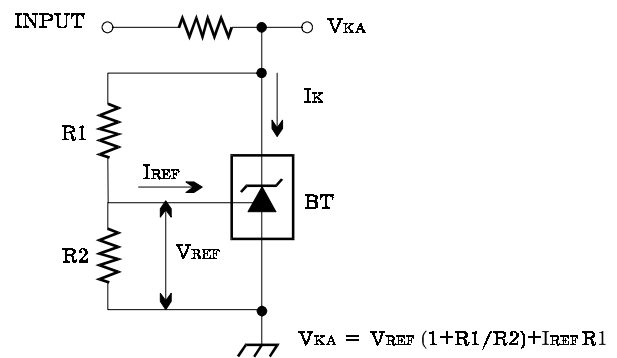 INPUT
VKA
IK
R1
IREF
BT
R2
VREF
VKA = VREF (1+R1/R2)+IREF R1